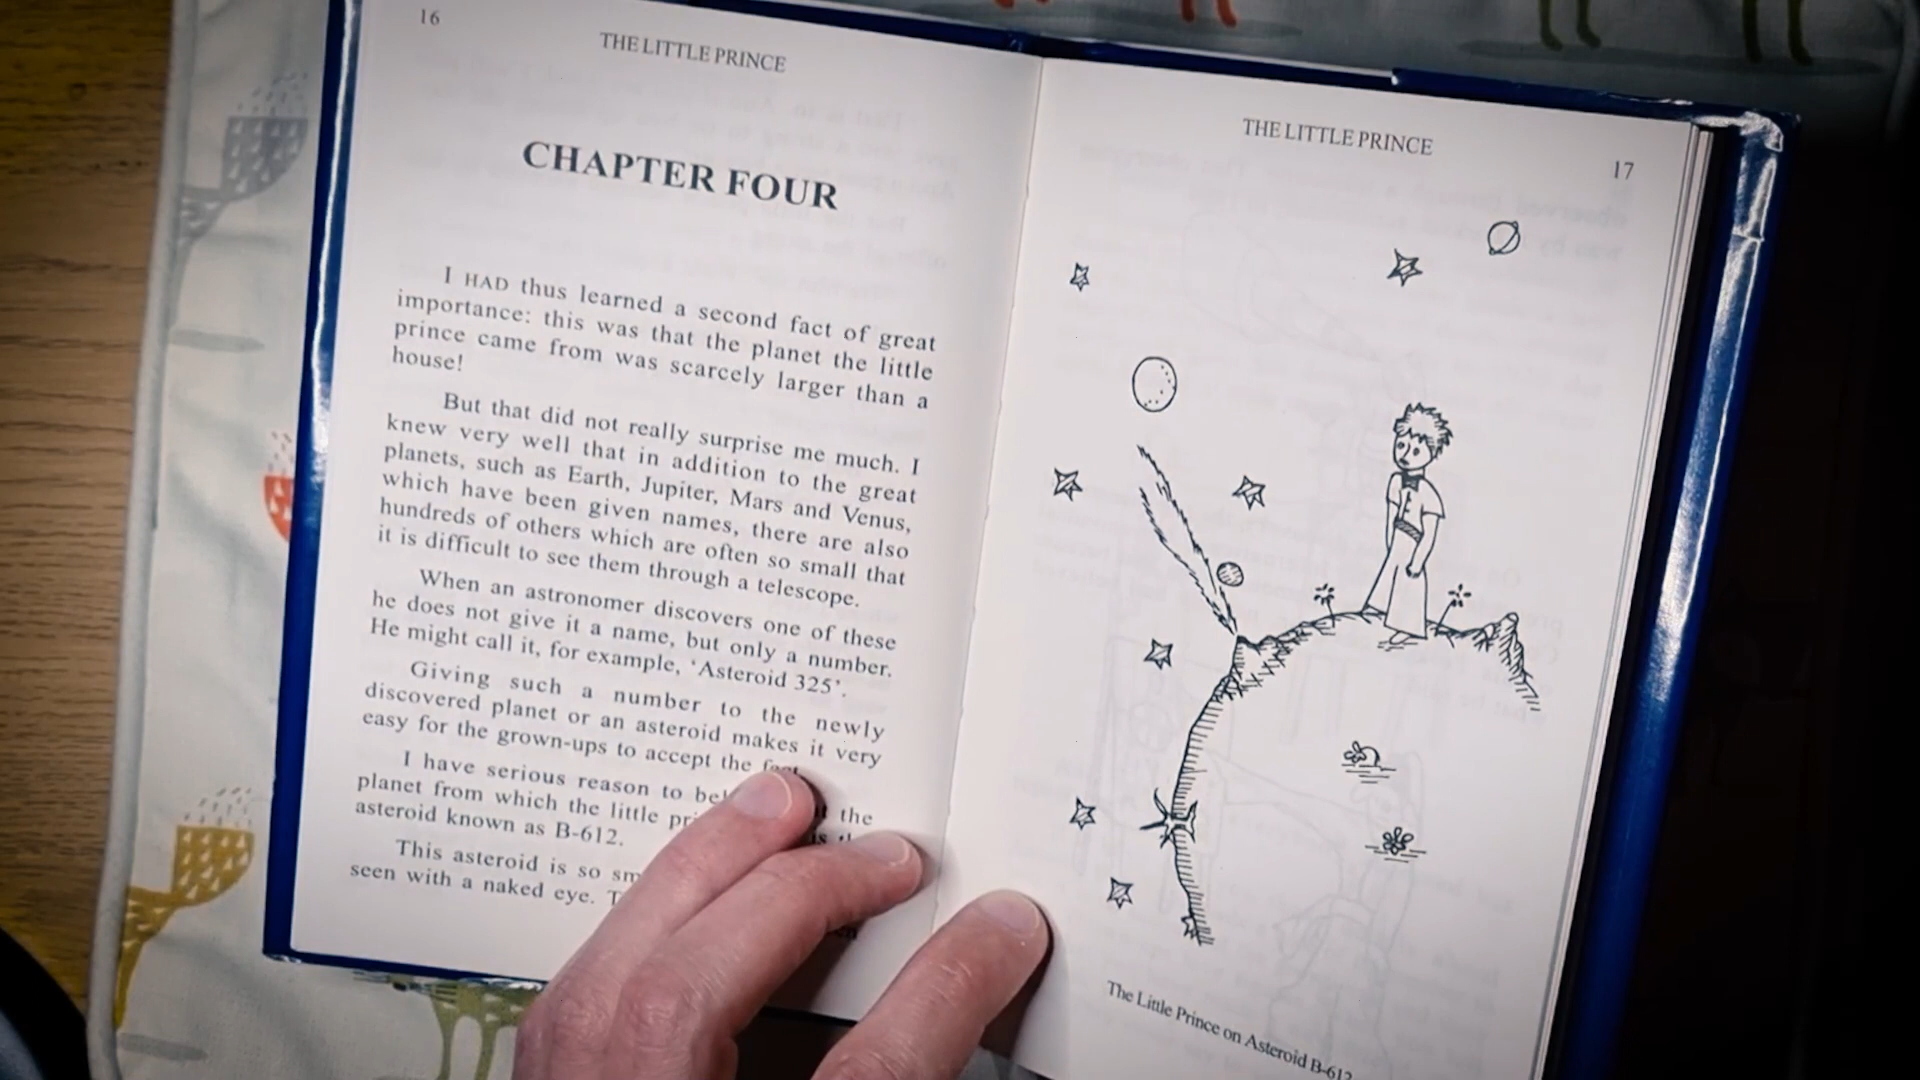 16
THE LITTLE PRINCE
CHAPTER FOUR
I HAD thus learned a second fact of great
importance: this was that the planet the little
prince came from was scarcely larger than a
house!
But that did not really surprise me much. I
knew very well that in addition to the great
planets, such as Earth, Jupiter, Mars and Venus,
which have been given names, there are also
hundreds of others which are often so small that
it is difficult to see them through a telescope.
When an astronomer discovers one of these
he does not give it a name, but only a number.
He might call it, for example, ‘Asteroid 325’.
Giving such a number to the newly
discovered planet or an asteroid makes it very
easy for the grown-ups to accept the
I have serious reason to the
planet from which the little
asteroid known as B-612.
This asteroid is so
seen with a naked eye.
THE LITTLE PRINCE
17
The Little Prince on Asteroid B-612